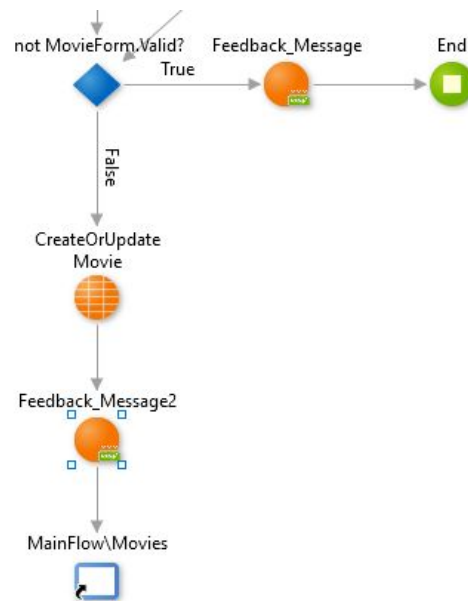 not MovieForm.Valid?
Feedback_Message
End
True
False
CreateOrUpdate
Movie
Feedback_Message2
MainFlow\Movies